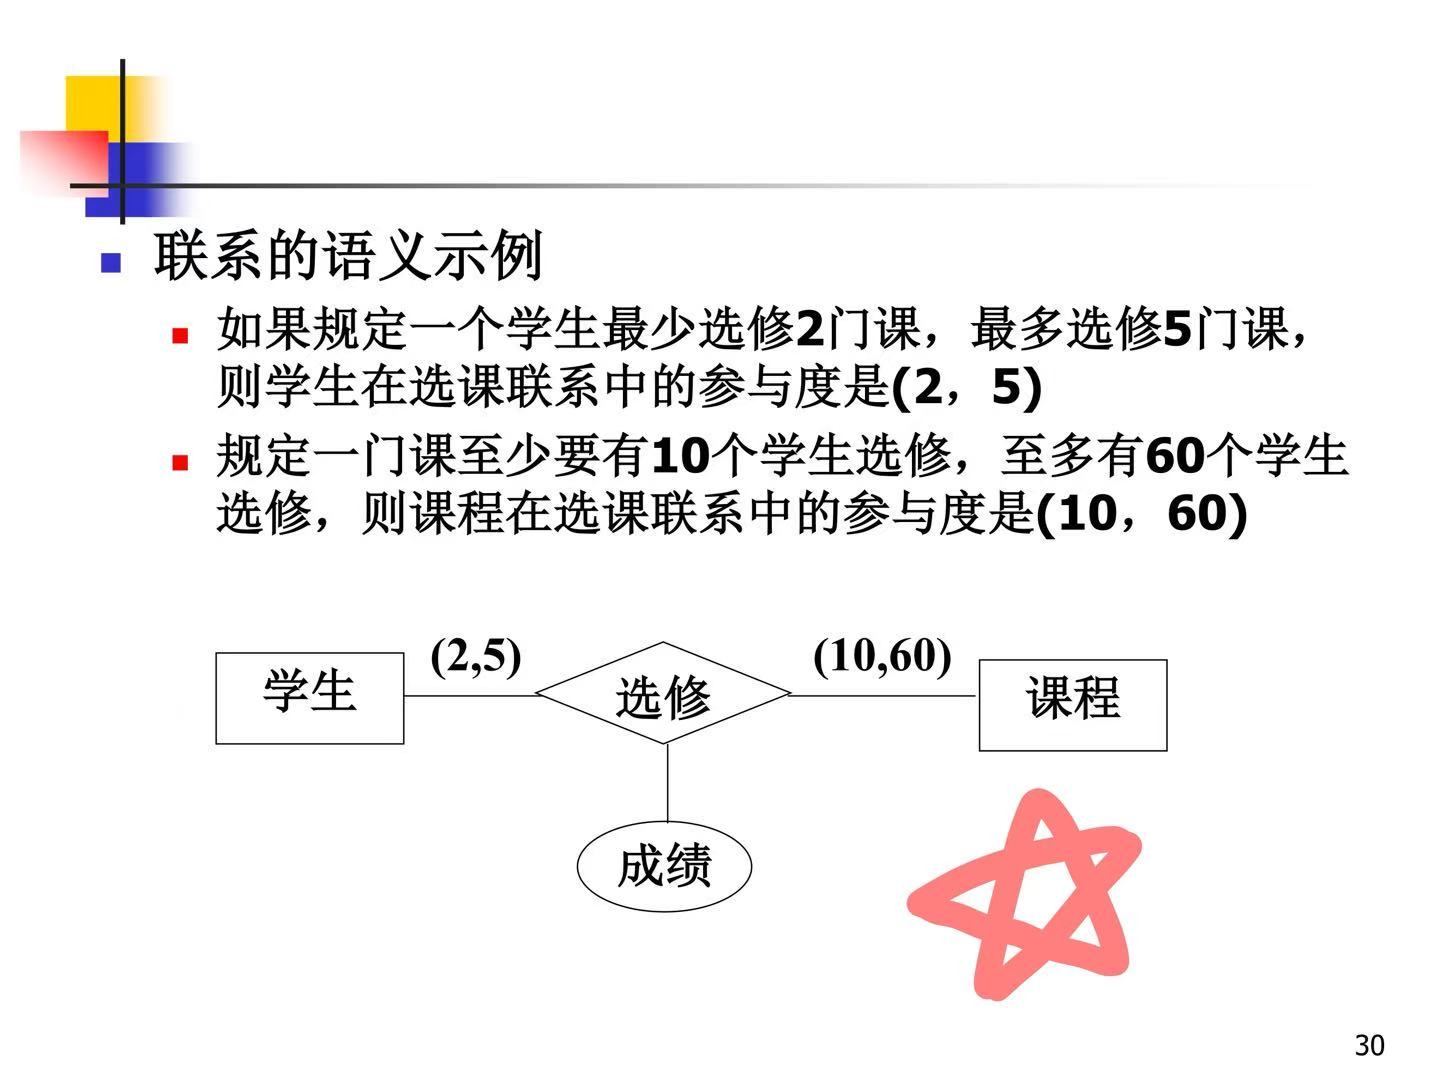 联系的语义示例
如果规定一个学生最少选修2门课，最多选修5门课，
则学生在选课联系中的参与度是(2，5)
规定一门课至少要有10个学生选修，至多有60个学生
选修，则课程在选课联系中的参与度是(10，60)
(2,5)
(10,60)
学生
选修
课程
成绩
30